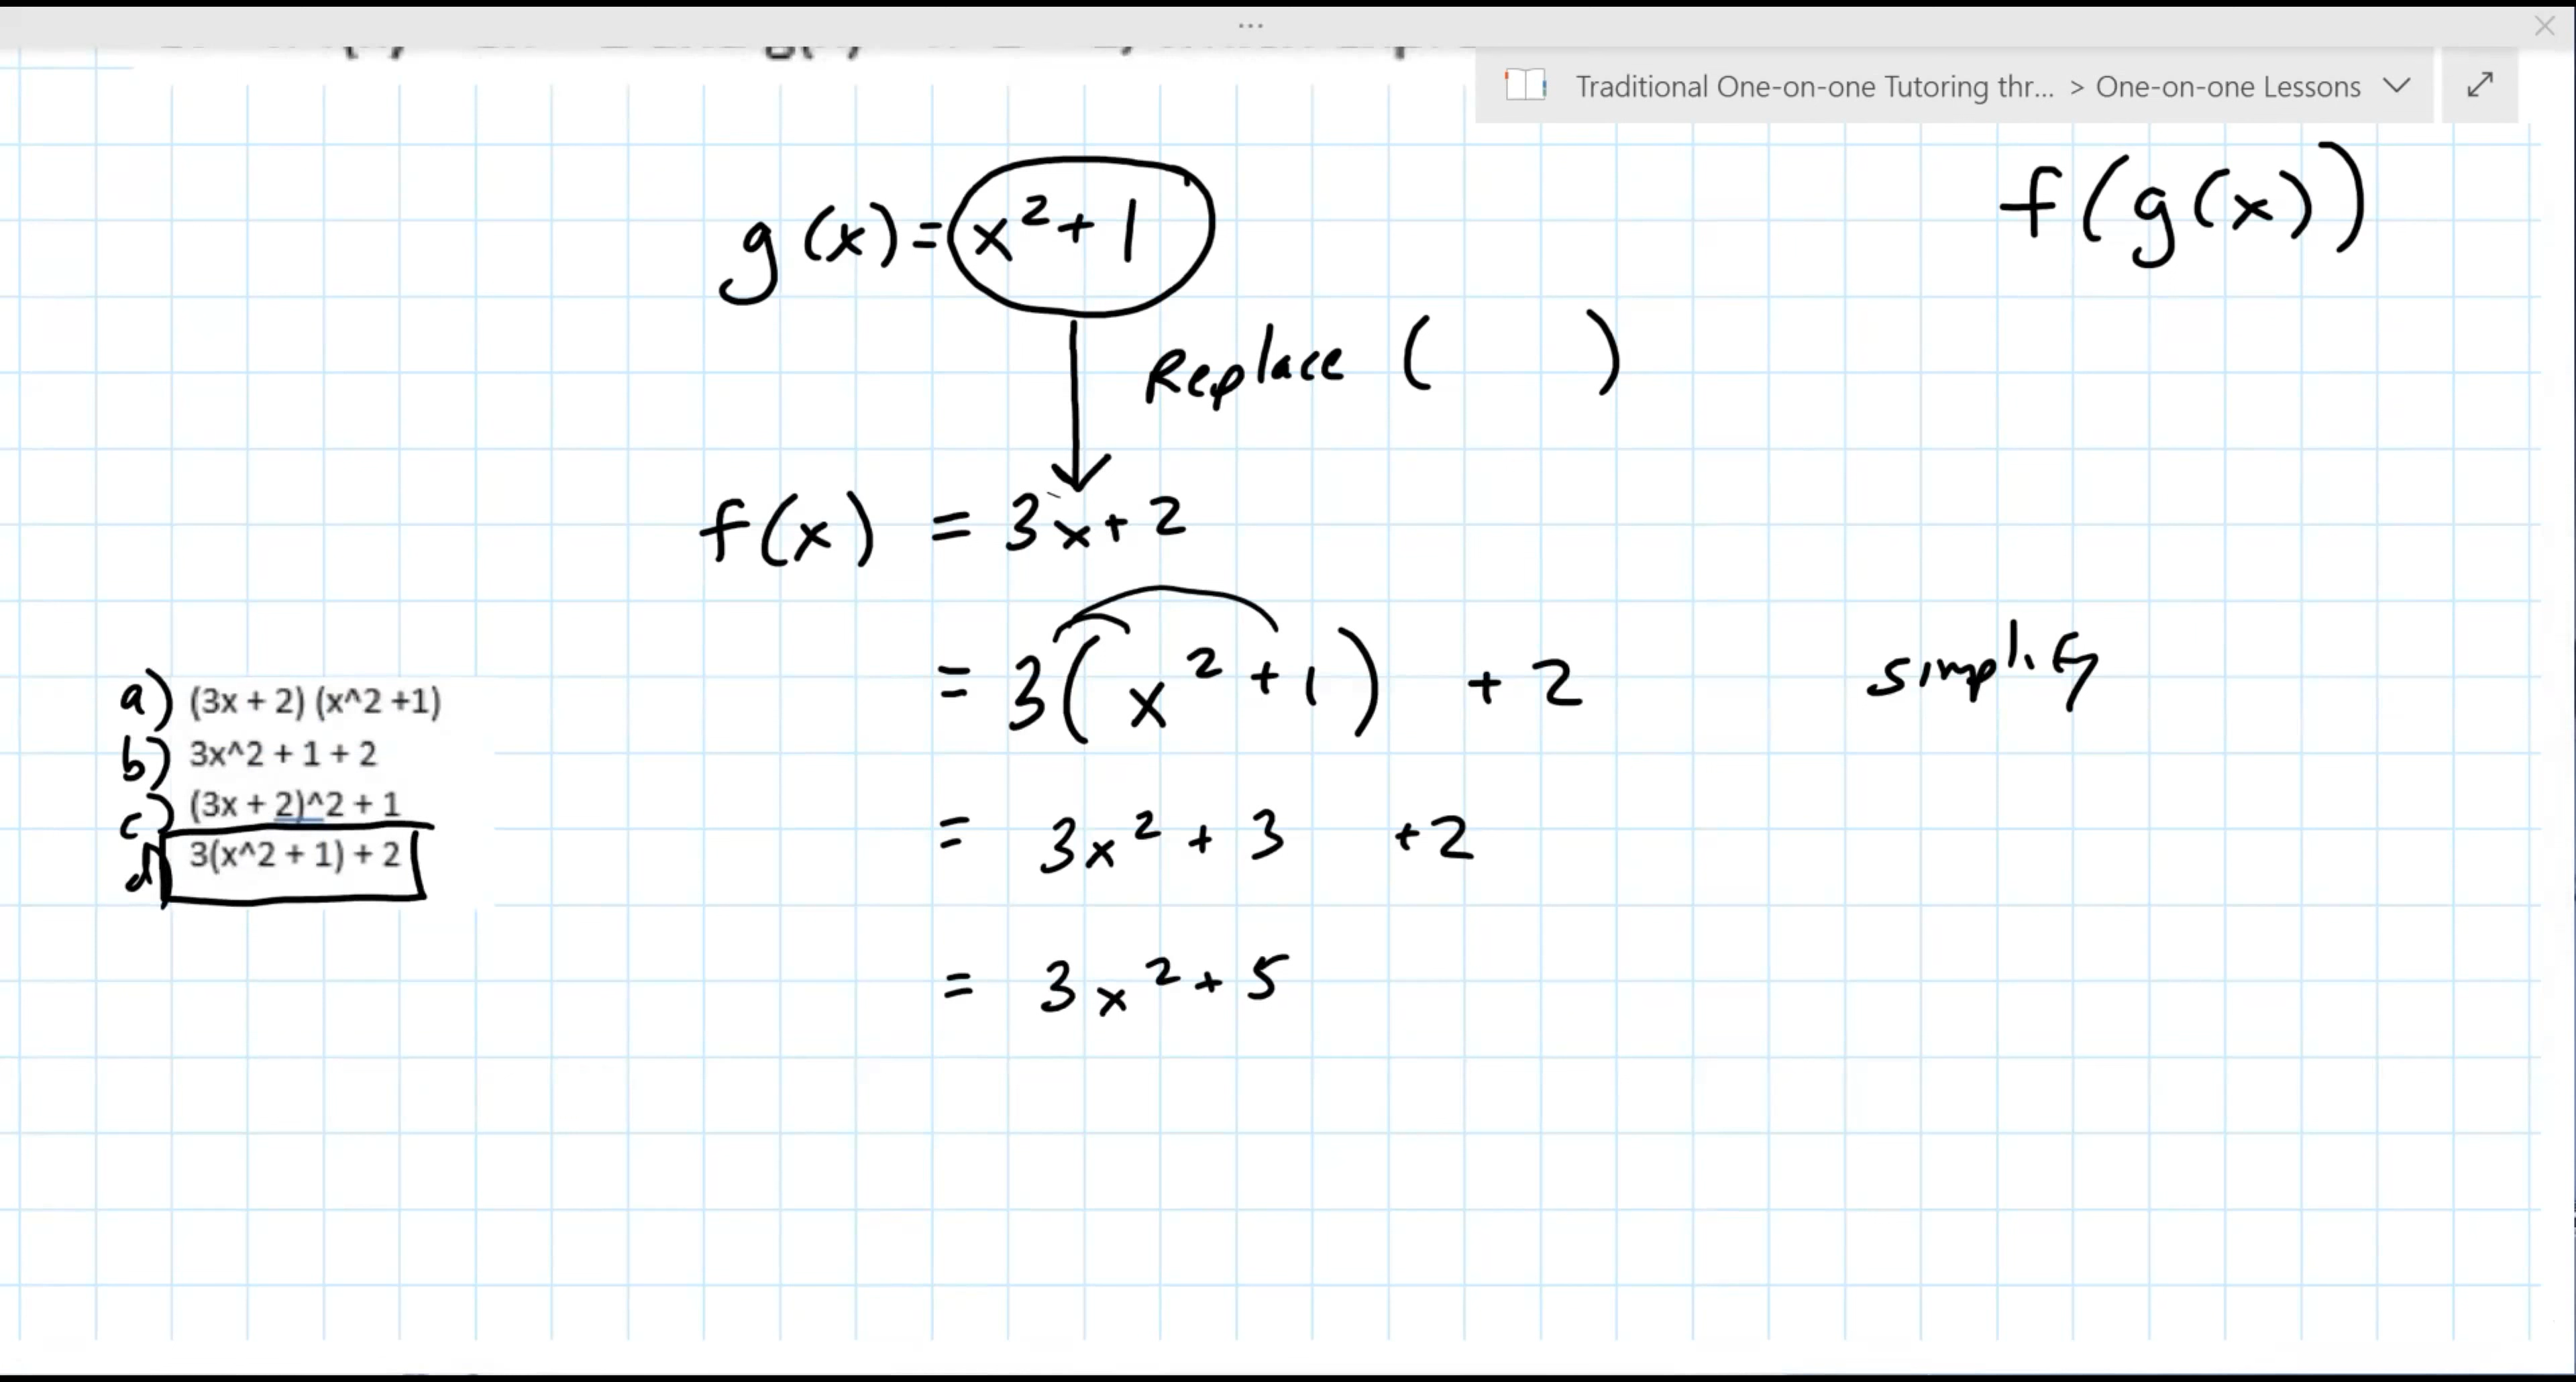 Traditional One-on-one Tutoring thr... > One-on-one Lessons
g(x) = x² + 1
f(g(x))
Replace ( )
f(x) = 3x + 2
= 3(x² + 1) + 2
simplify
a) (3x + 2) (x^2 +1)
b) 3x^2 + 1 + 2
c) (3x + 2)^2 + 1
d) 3(x^2 + 1) + 2
= 3x² + 3 + 2
= 3x² + 5